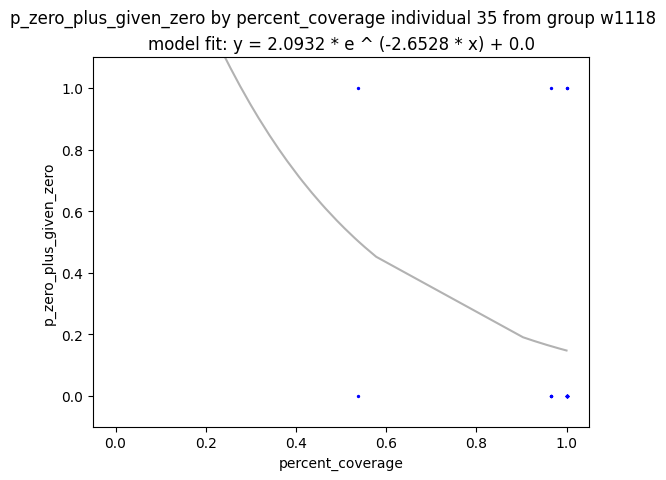 p_zero_plus_given_zero by percent_coverage individual 35 from group w1118
model fit: y = 2.0932 * e ^ (-2.6528 * x) + 0.0
1.0
0.8
0.6
0.4
0.2
0.0
p_zero_plus_given_zero
0.0 0.2 0.4 0.6 0.8 1.0
percent_coverage